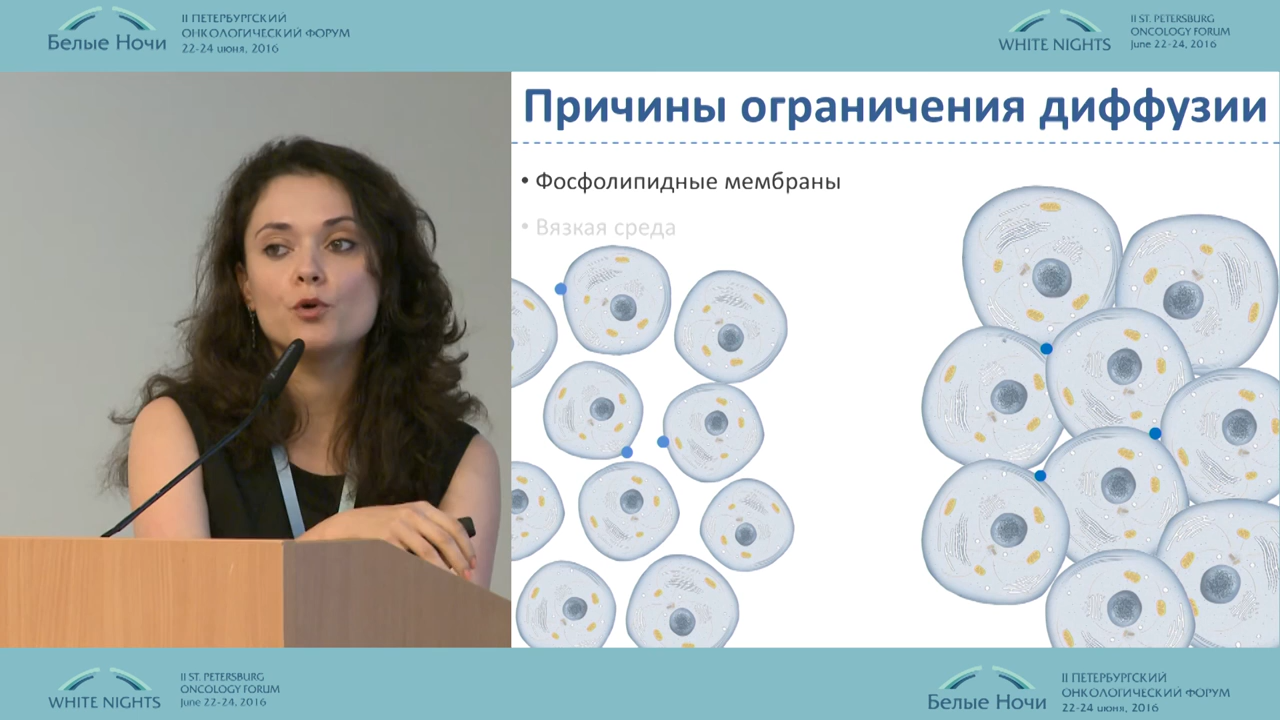 Белые Ночи
II ПЕТЕРБУРГСКИЙ
ОНКОЛОГИЧЕСКИЙ ФОРУМ
22-24 июня, 2016
WHITE NIGHTS
II ST. PETERSBURG
ONCOLOGY FORUM
June 22-24, 2016
Причины ограничения диффузии
• Фосфолипидные мембраны
• Вязкая среда
WHITE NIGHTS
II ST. PETERSBURG
ONCOLOGY FORUM
June 22-24, 2016
Белые Ночи
II ПЕТЕРБУРГСКИЙ
ОНКОЛОГИЧЕСКИЙ ФОРУМ
22-24 июня, 2016